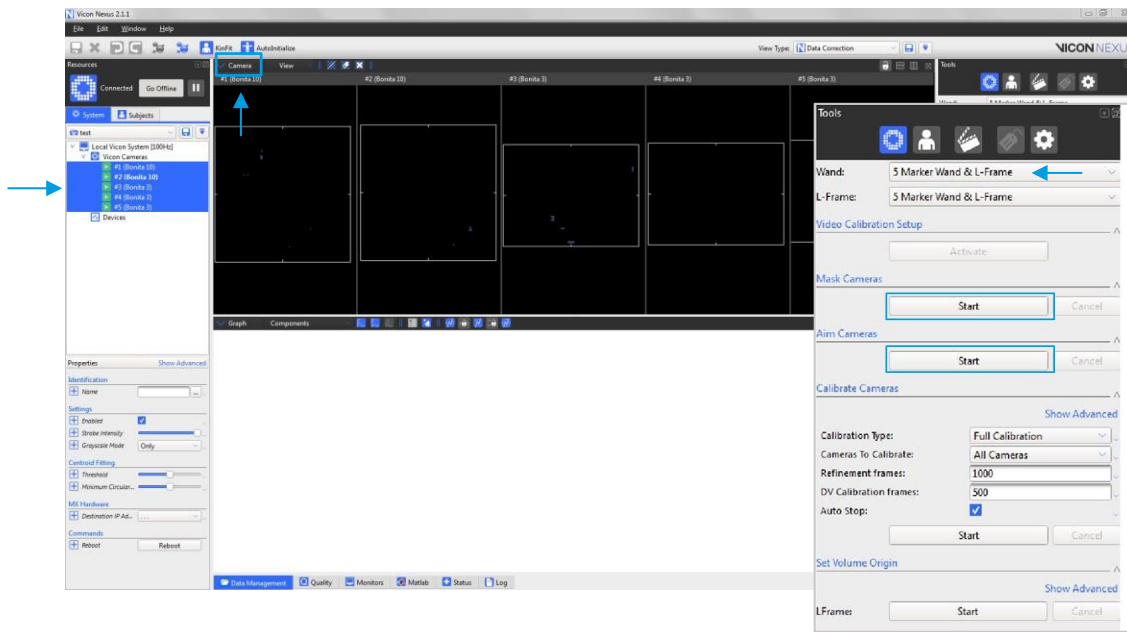 Vicon Nexus 2.1.1
File Edit Window Help
KinFit AutoInitialize
View Type: Data Correction
VICON NEXU
Resources
Connected Go Offline
System Subjects
test
Local Vicon System [100Hz]
Vicon Cameras
#1 (Bonita 10)
#2 (Bonita 10)
#3 (Bonita 3)
#4 (Bonita 3)
#5 (Bonita 3)
Devices
Properties Show Advanced
Identification
Name
Settings
Enabled
Strobe Intensity
Grayscale Mode Only
Centroid Fitting
Threshold
Minimum Circular...
MX Hardware
Destination IP Ad... . . .
Commands
Reboot Reboot
Camera View
#1 (Bonita 10) #2 (Bonita 10) #3 (Bonita 3) #4 (Bonita 3) #5 (Bonita 3)
Graph Components
Data Management Quality Monitors Matlab Status Log
Tools
Tools
Wand: 5 Marker Wand & L-Frame
L-Frame: 5 Marker Wand & L-Frame
Video Calibration Setup
Activate
Mask Cameras
Start Cancel
Aim Cameras
Start Cancel
Calibrate Cameras
Show Advanced
Calibration Type: Full Calibration
Cameras To Calibrate: All Cameras
Refinement frames: 1000
DV Calibration frames: 500
Auto Stop:
Start Cancel
Set Volume Origin
Show Advanced
LFrame: Start Cancel